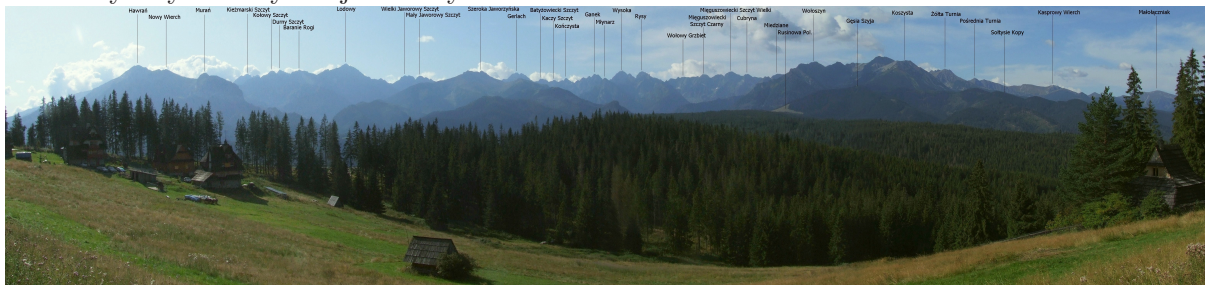 Hawrań
Nowy Wierch
Murań
Kieżmarski Szczyt
Kołowy Szczyt
Durny Szczyt
Baranie Rogi
Lodowy
Wielki Jaworowy Szczyt
Mały Jaworowy Szczyt
Szeroka Jaworzyńska
Gerlach
Batyżowiecki Szczyt
Kaczy Szczyt
Kończysta
Ganek
Młynarz
Wysoka
Rysy
Wołowy Grzbiet
Mięguszowiecki
Szczyt Czarny
Mięguszowiecki Szczyt Wielki
Cubryna
Miedziane
Rusinowa Pol.
Wołoszyn
Gęsia Szyja
Koszysta
Żółta Turnia
Pośrednia Turnia
Sołtysie Kopy
Kasprowy Wierch
Małołączniak